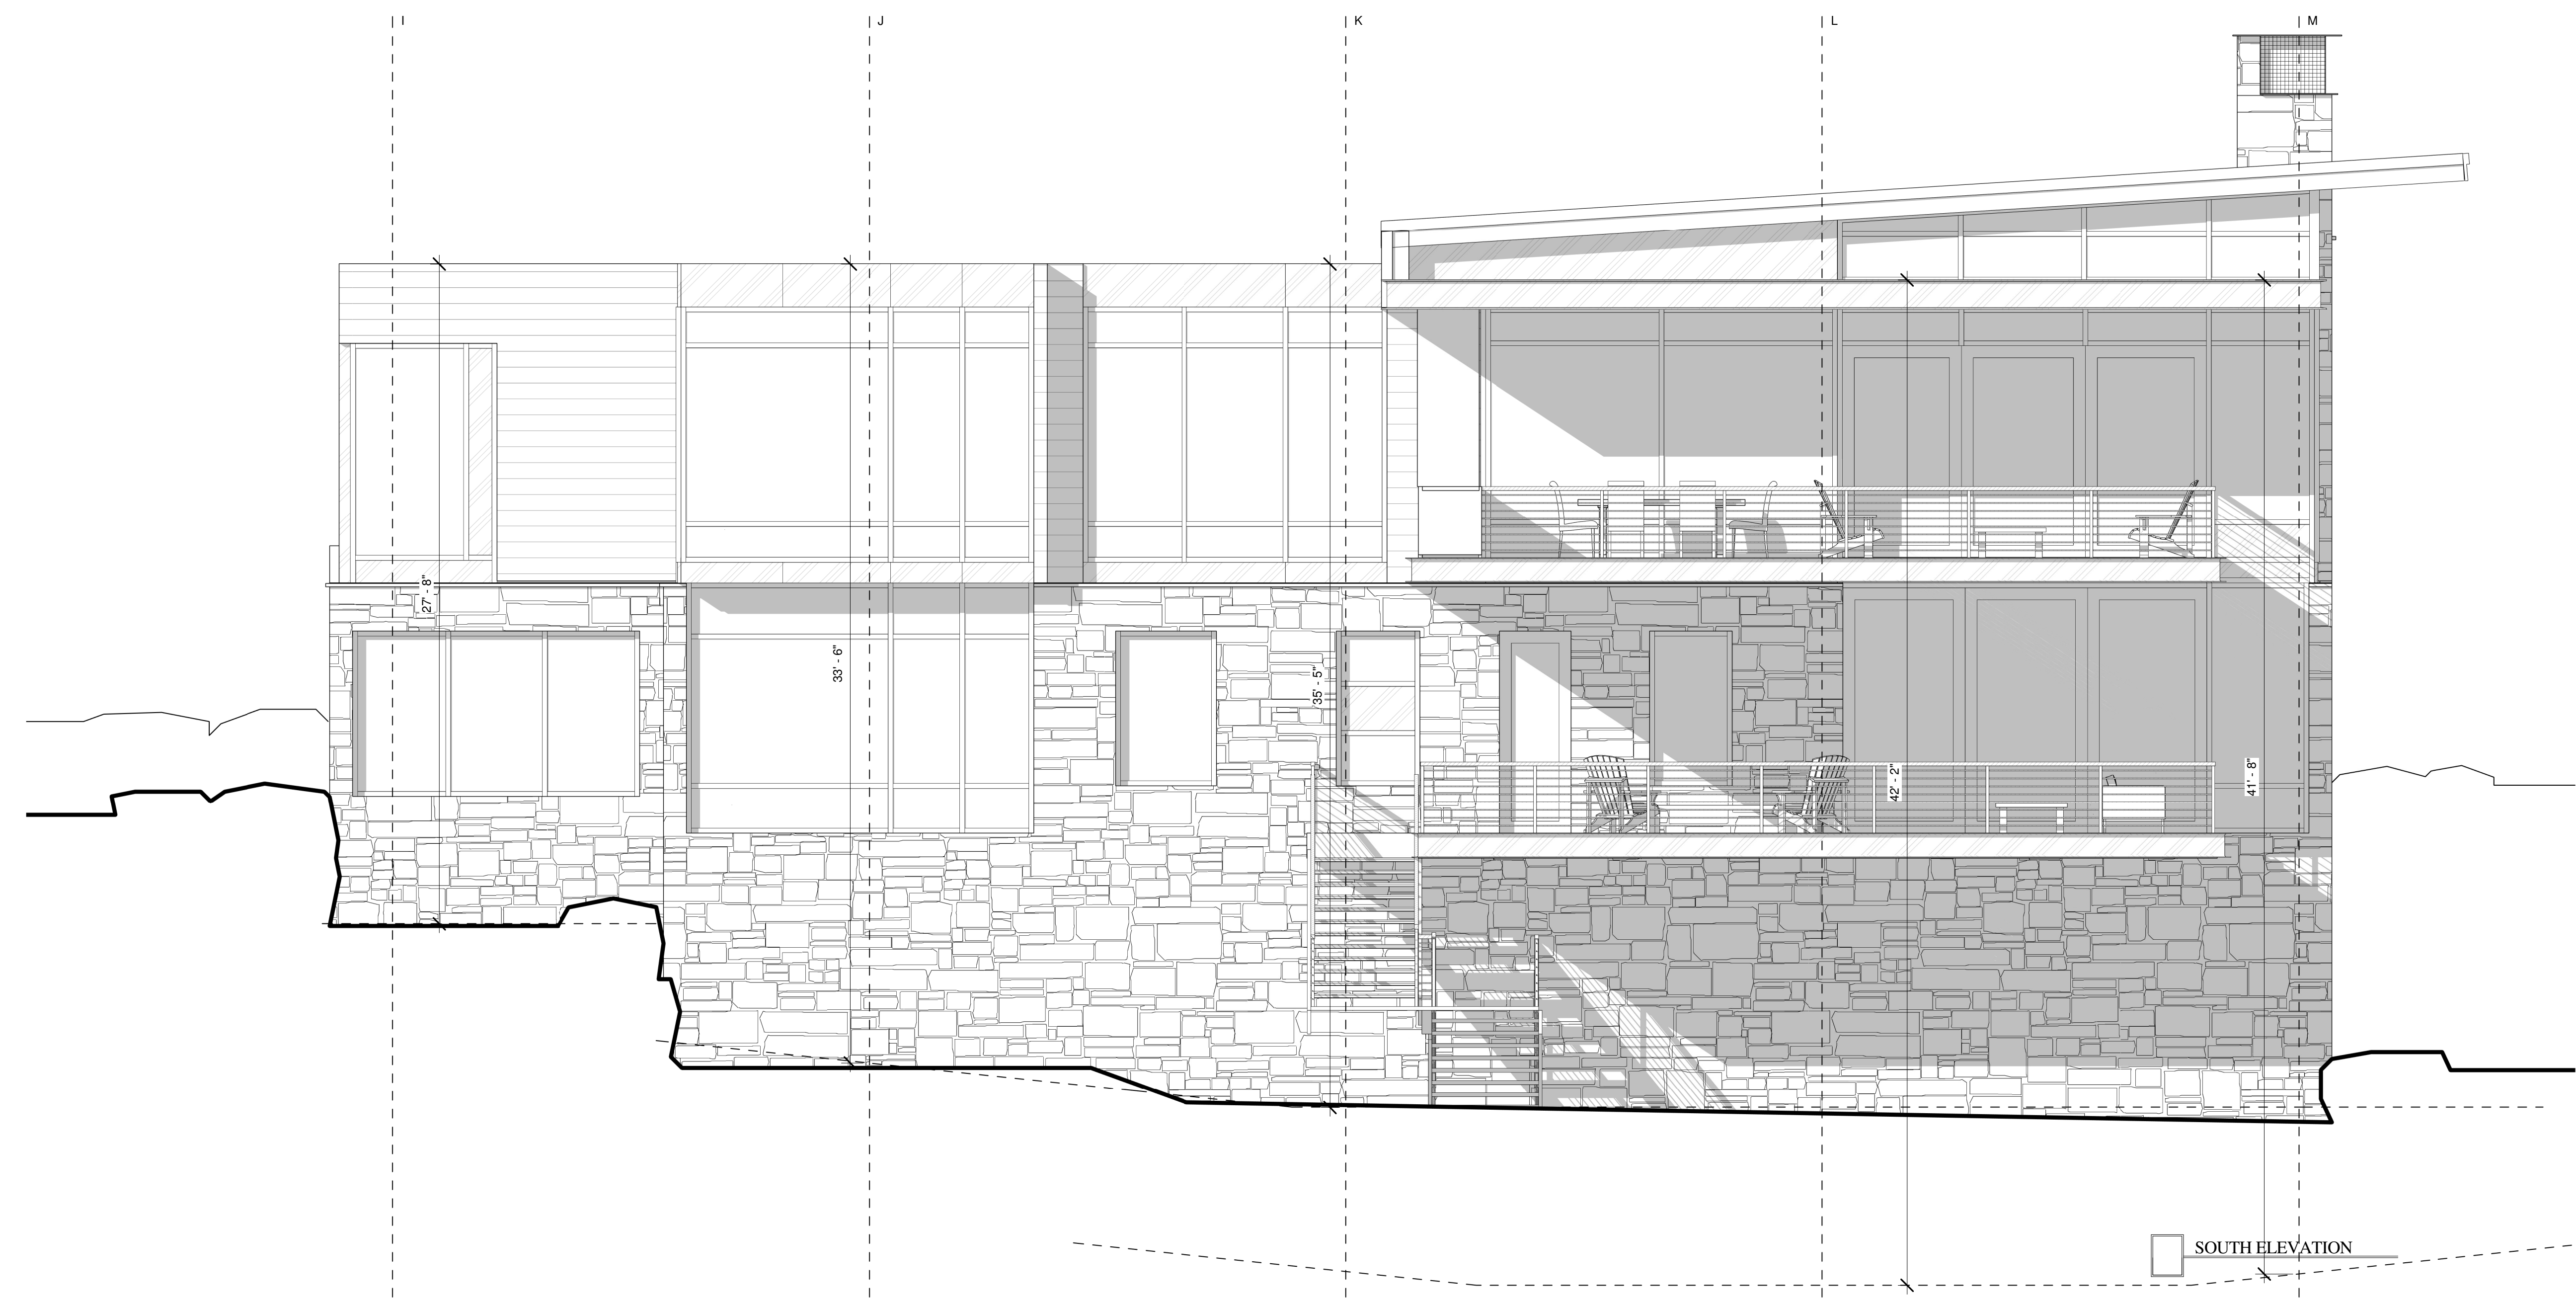 I
J
K
L
M
27' - 8"
33' - 6"
35' - 5"
42' - 2"
41' - 8"
SOUTH ELEVATION